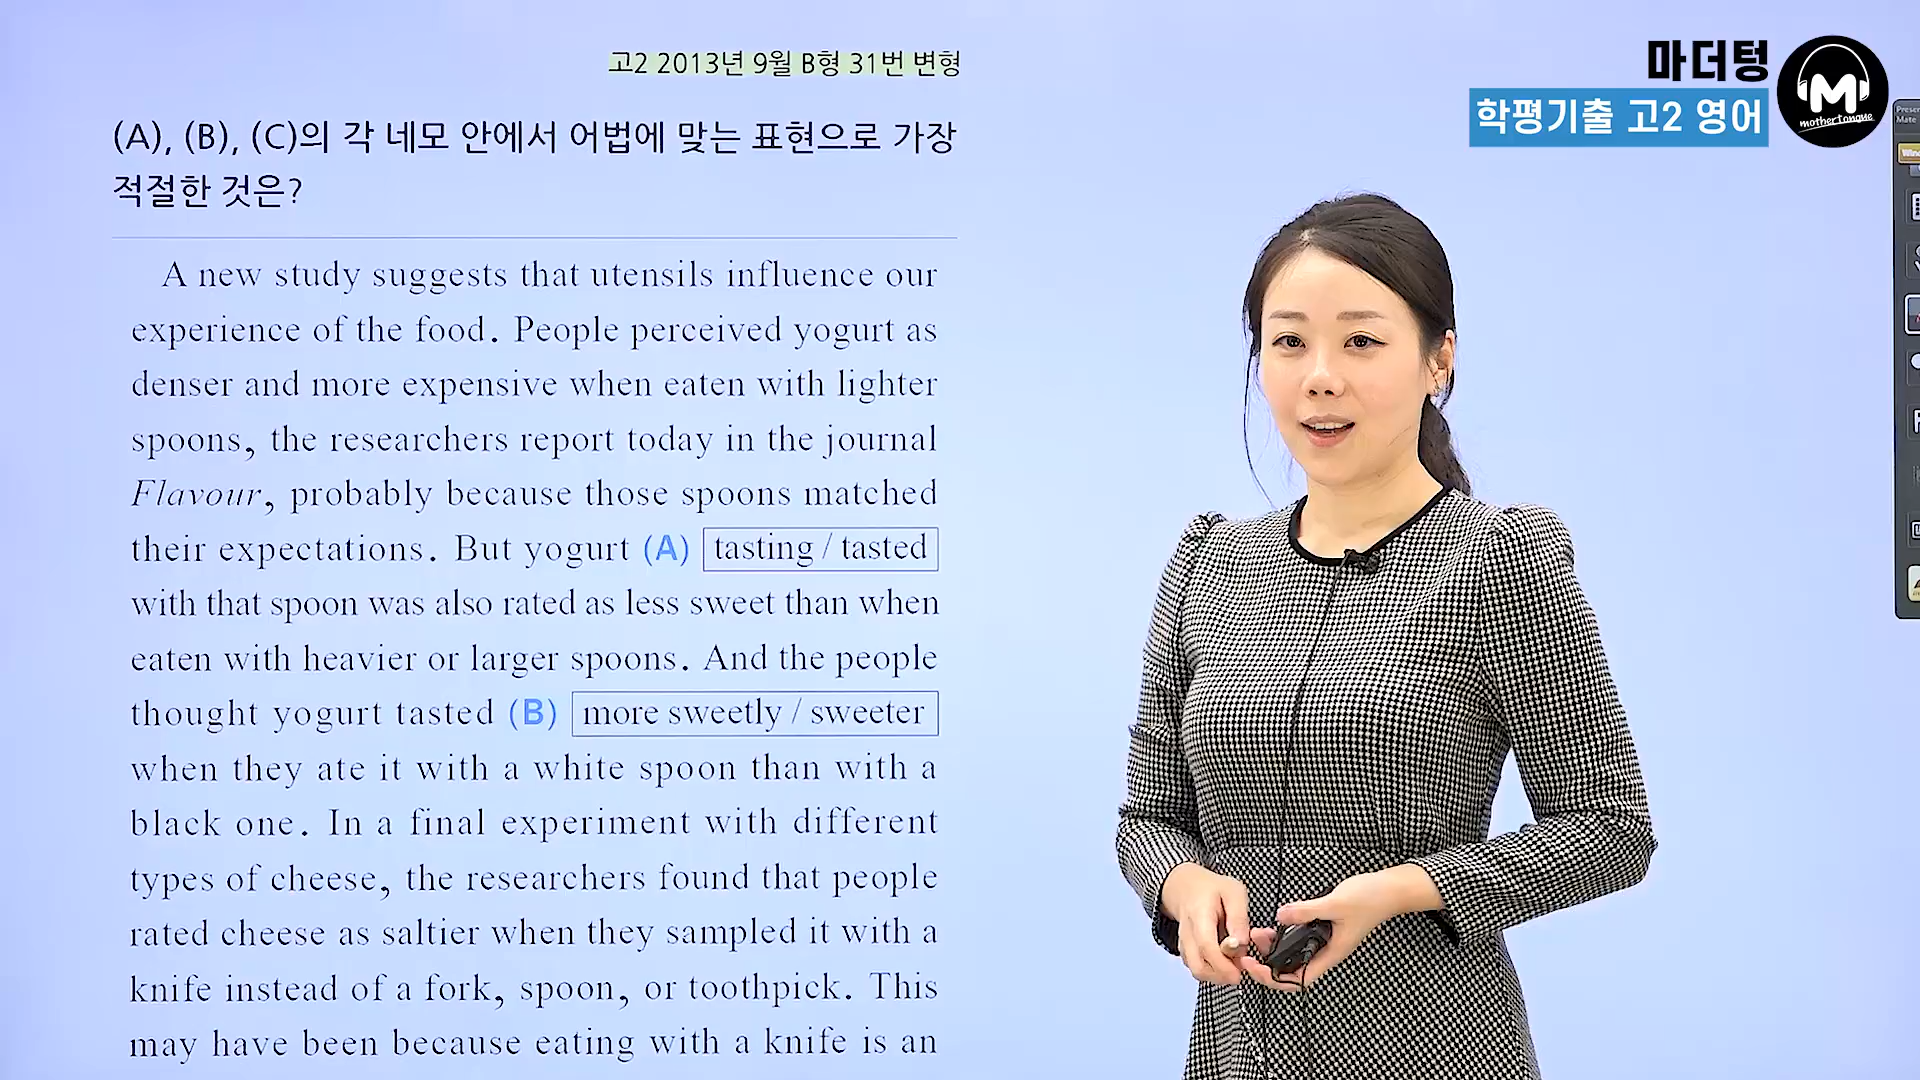 고2 2013년 9월 B형 31번 변형
(A), (B), (C)의 각 네모 안에서 어법에 맞는 표현으로 가장
적절한 것은?
A new study suggests that utensils influence our
experience of the food. People perceived yogurt as
denser and more expensive when eaten with lighter
spoons, the researchers report today in the journal
Flavour, probably because those spoons matched
their expectations. But yogurt (A) tasting / tasted
with that spoon was also rated as less sweet than when
eaten with heavier or larger spoons. And the people
thought yogurt tasted (B) more sweetly / sweeter
when they ate it with a white spoon than with a
black one. In a final experiment with different
types of cheese, the researchers found that people
rated cheese as saltier when they sampled it with a
knife instead of a fork, spoon, or toothpick. This
may have been because eating with a knife is an
마더텅
학평기출 고2 영어
M
mothertongue